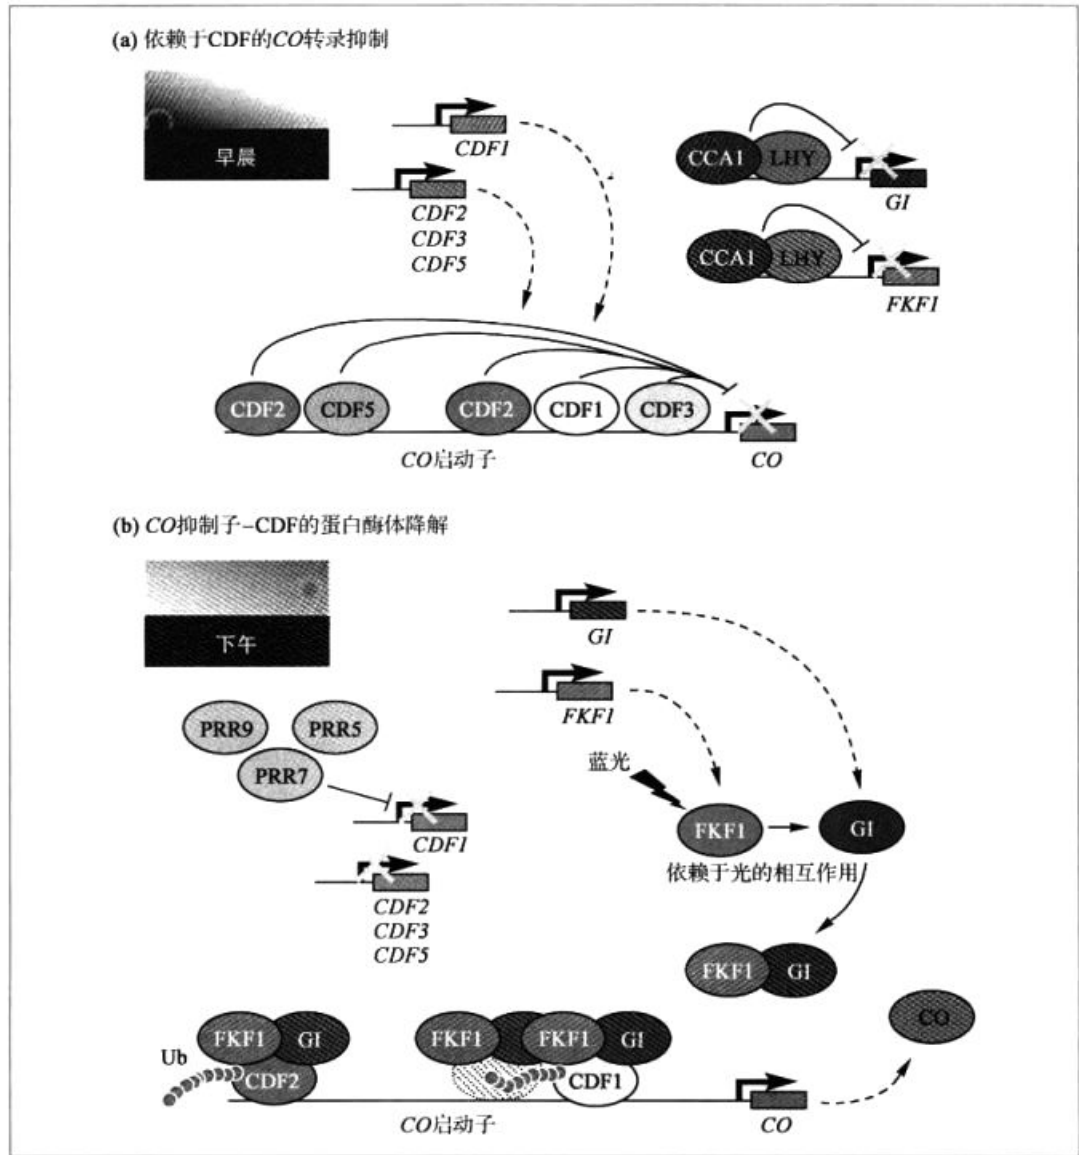 (a) 依赖于CDF的CO转录抑制
早晨
CDF1
CDF2
CDF3
CDF5
CCA1 LHY
GI
CCA1 LHY
FKF1
CDF2 CDF5 CDF2 CDF1 CDF3
CO启动子
CO
(b) CO抑制子-CDF的蛋白酶体降解
下午
GI
FKF1
PRR9 PRR5
PRR7
蓝光
FKF1 GI
依赖于光的相互作用
CDF1
CDF2
CDF3
CDF5
FKF1 GI
CO
FKF1 GI FKF1 FKF1 GI
Ub
CDF2 CDF1
CO启动子
CO